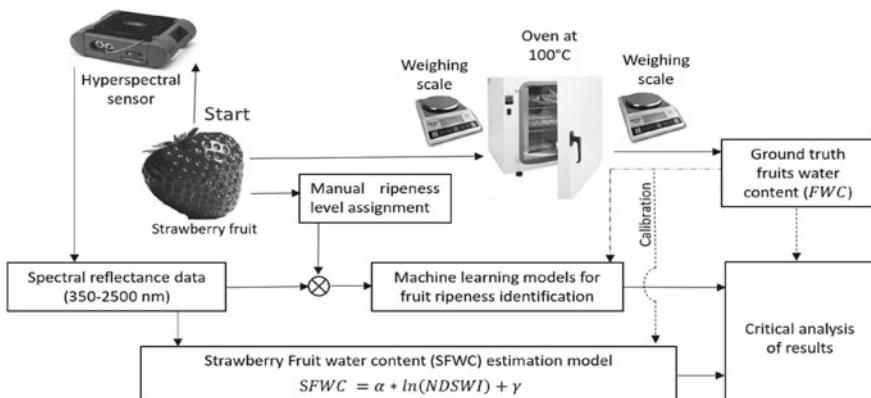 Hyperspectral
sensor
Start
Strawberry fruit
Weighing
scale
Oven at
100°C
Weighing
scale
Manual ripeness
level assignment
Ground truth
fruits water
content (FWC)
Calibration
Spectral reflectance data
(350-2500 nm)
Machine learning models for
fruit ripeness identification
Critical analysis
of results
Strawberry Fruit water content (SFWC) estimation model
SFWC = α * ln(NDSWI) + γ